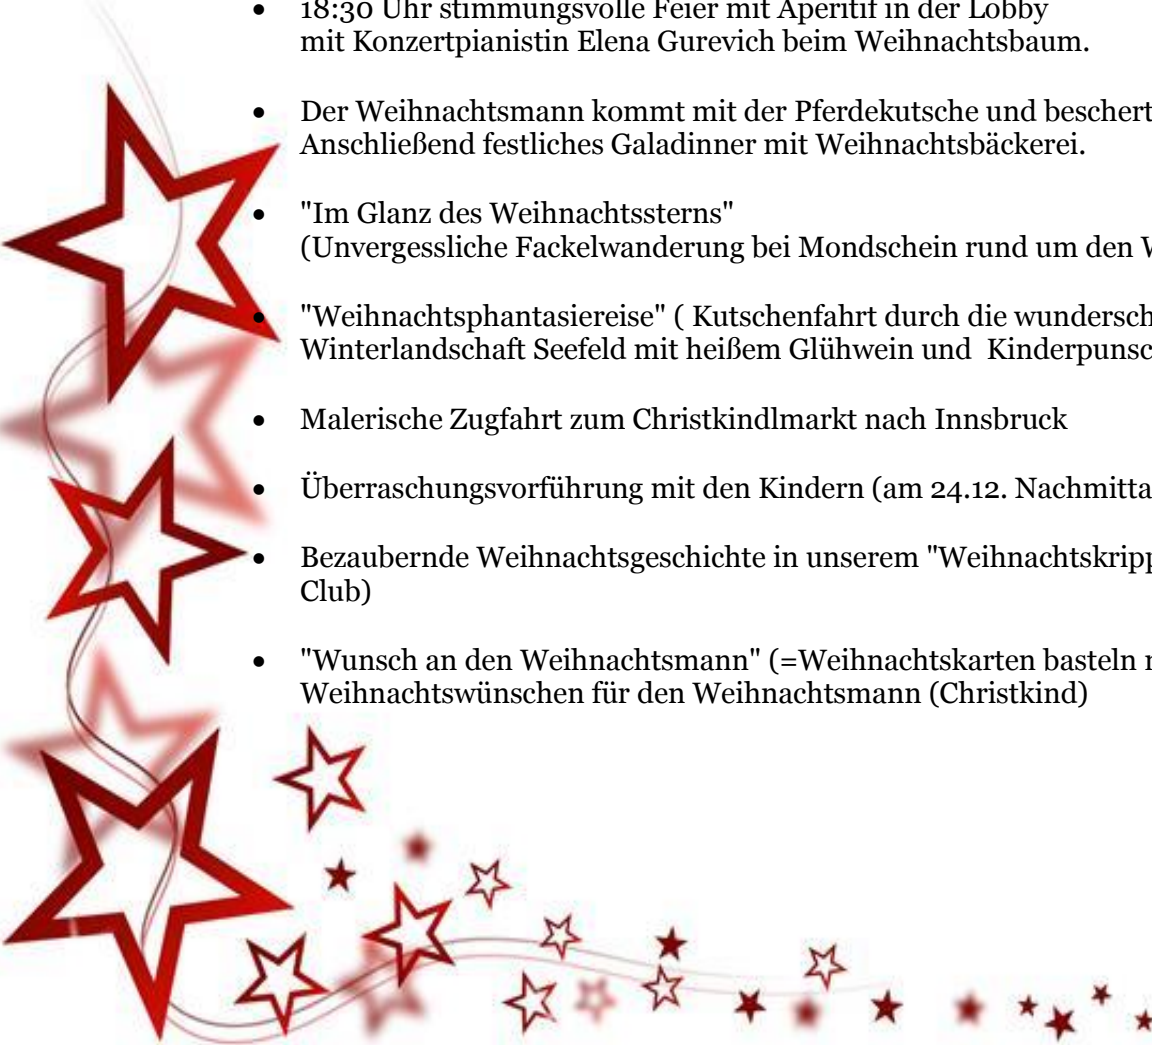 • 18:30 Uhr stimmungsvolle Feier mit Aperitif in der Lobby
mit Konzertpianistin Elena Gurevich beim Weihnachtsbaum.
• Der Weihnachtsmann kommt mit der Pferdekutsche und beschert
Anschließend festliches Galadinner mit Weihnachtsbäckerei.
• "Im Glanz des Weihnachtssterns"
(Unvergessliche Fackelwanderung bei Mondschein rund um den
• "Weihnachtsphantasiereise" ( Kutschenfahrt durch die wundersch
Winterlandschaft Seefeld mit heißem Glühwein und Kinderpunsc
• Malerische Zugfahrt zum Christkindlmarkt nach Innsbruck
• Überraschungsvorführung mit den Kindern (am 24.12. Nachmitta
• Bezaubernde Weihnachtsgeschichte in unserem "Weihnachtskripp
Club)
• "Wunsch an den Weihnachtsmann" (=Weihnachtskarten basteln
Weihnachtswünschen für den Weihnachtsmann (Christkind)